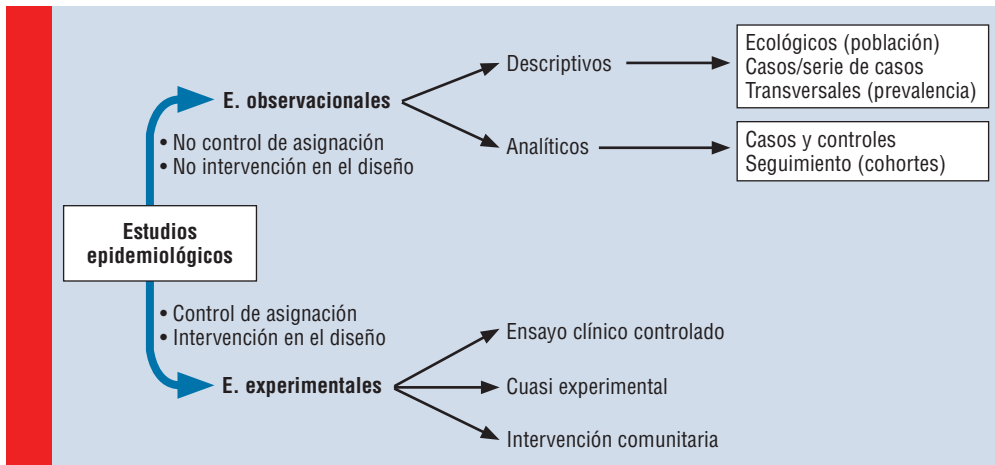 Estudios
epidemiológicos
E. observacionales
• No control de asignación
• No intervención en el diseño
Descriptivos
Ecológicos (población)
Casos/serie de casos
Transversales (prevalencia)
Analíticos
Casos y controles
Seguimiento (cohortes)
• Control de asignación
• Intervención en el diseño
E. experimentales
Ensayo clínico controlado
Cuasi experimental
Intervención comunitaria